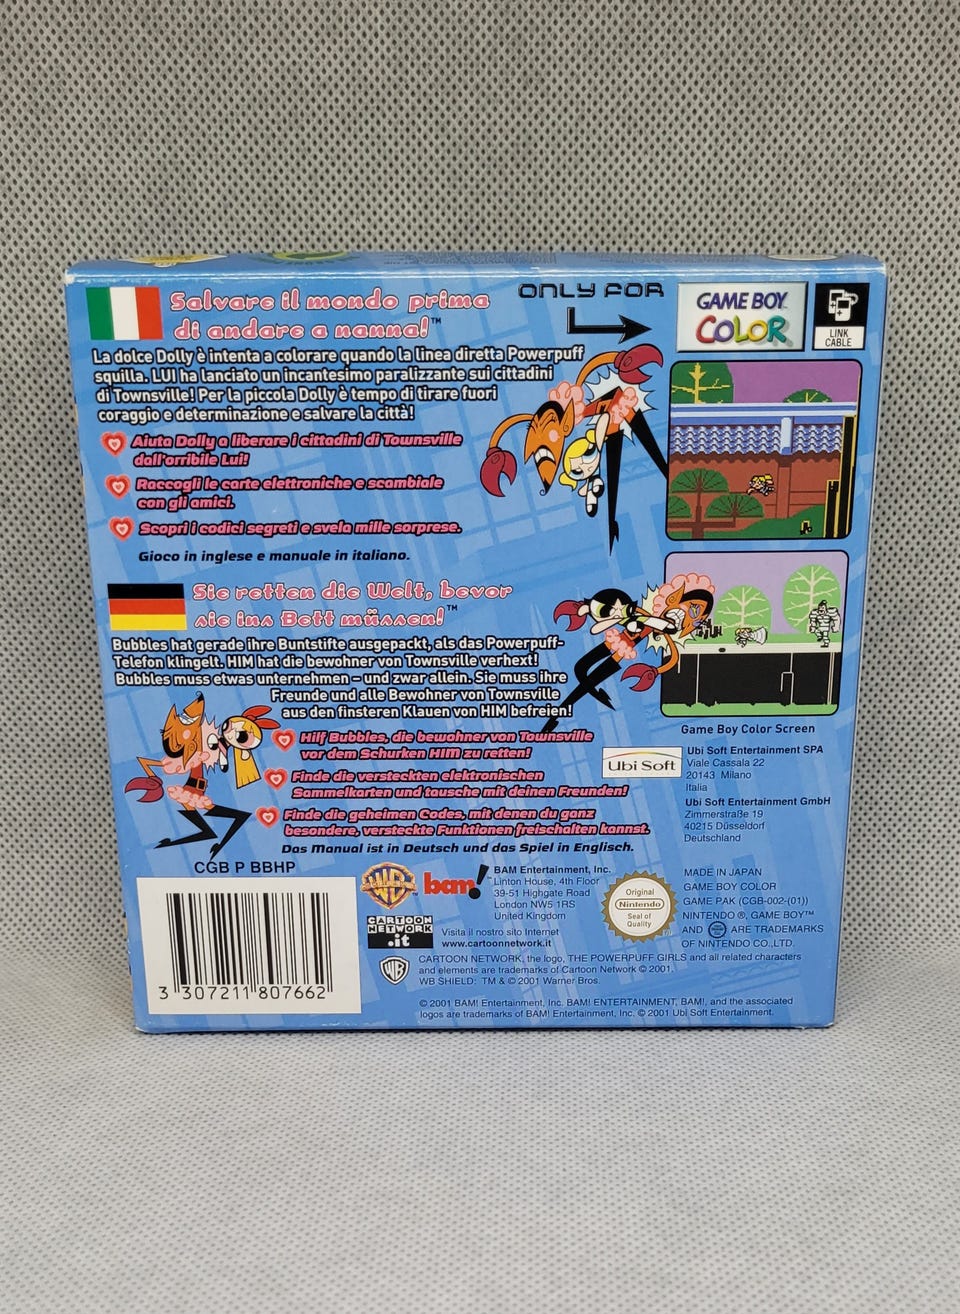 Salvare il mondo prima
di andare a nanna!™
ONLY FOR
GAME BOY
COLOR
LINK
CABLE
La dolce Dolly è intenta a colorare quando la linea diretta Powerpuff
squilla. LUI ha lanciato un incantesimo paralizzante sui cittadini
di Townsville! Per la piccola Dolly è tempo di tirare fuori
coraggio e determinazione e salvare la città!
Aiuta Dolly a liberare i cittadini di Townsville
dall'orribile Lui!
Raccogli le carte elettroniche e scambiale
con gli amici.
Scopri i codici segreti e svela mille sorprese.
Gioco in inglese e manuale in italiano.
Sie retten die Welt, bevor
sie ins Bett müssen!™
Bubbles hat gerade ihre Buntstifte ausgepackt, als das Powerpuff-
Telefon klingelt. HIM hat die bewohner von Townsville verhext!
Bubbles muss etwas unternehmen – und zwar allein. Sie muss ihre
Freunde und alle Bewohner von Townsville
aus den finsteren Klauen von HIM befreien!
Hilf Bubbles, die bewohner von Townsville
vor dem Schurken HIM zu retten!
Finde die versteckten elektronischen
Sammelkarten und tausche mit deinen Freunden!
Finde die geheimen Codes, mit denen du ganz
besondere, versteckte Funktionen freischalten kannst.
Das Manual ist in Deutsch und das Spiel in Englisch.
Game Boy Color Screen
Ubi Soft
Ubi Soft Entertainment SPA
Viale Cassala 22
20143 Milano
Italia
Ubi Soft Entertainment GmbH
Zimmerstraße 19
40215 Düsseldorf
Deutschland
CGB P BBHP
3 307211 807662
WB
bam!
BAM Entertainment, Inc.
Linton House, 4th Floor
39-51 Highgate Road
London NW5 1RS
United Kingdom
CARTOON
NETWORK
.it
Visita il nostro sito Internet
www.cartoonnetwork.it
Original
Nintendo
Seal of
Quality
MADE IN JAPAN
GAME BOY COLOR
GAME PAK (CGB-002-(01))
NINTENDO ®, GAME BOY™
AND ARE TRADEMARKS
OF NINTENDO CO.,LTD.
WB
CARTOON NETWORK, the logo, THE POWERPUFF GIRLS and all related characters
and elements are trademarks of Cartoon Network © 2001.
WB SHIELD: TM & © 2001 Warner Bros.
© 2001 BAM! Entertainment, Inc. BAM! ENTERTAINMENT, BAM!, and the associated
logos are trademarks of BAM! Entertainment, Inc. © 2001 Ubi Soft Entertainment.